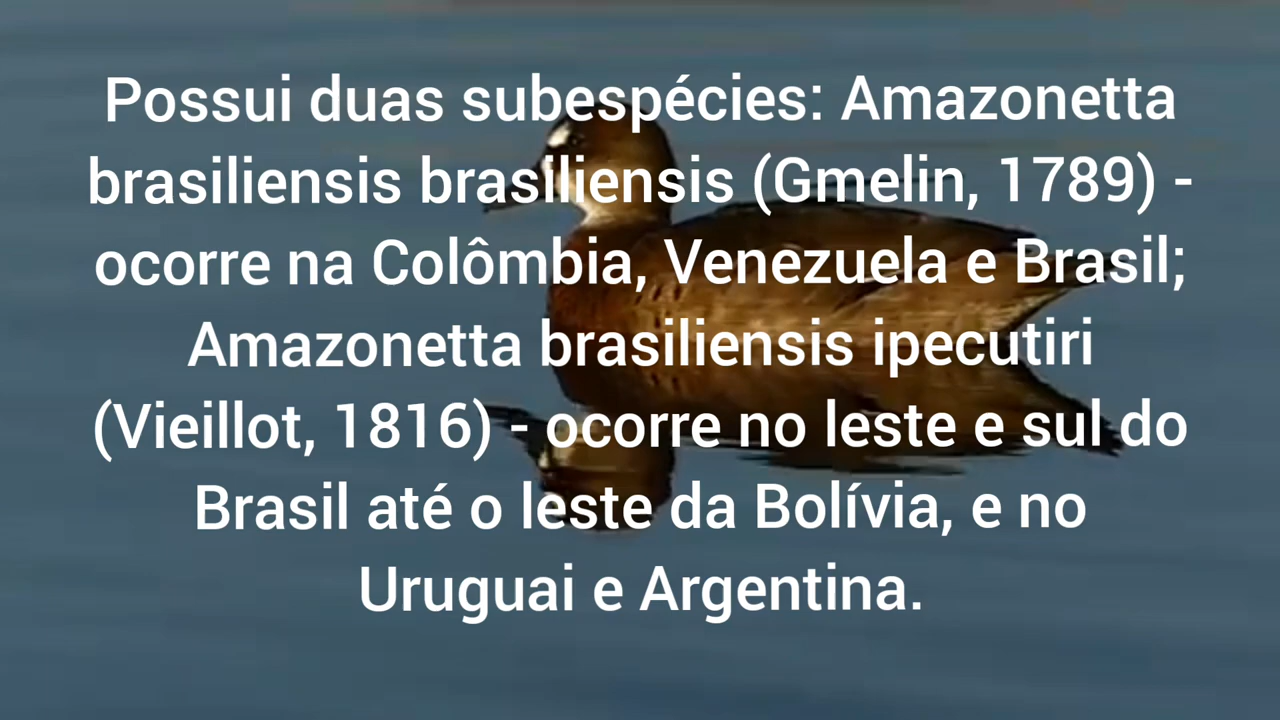 Possui duas subespécies: Amazonetta
brasiliensis brasiliensis (Gmelin, 1789) -
ocorre na Colômbia, Venezuela e Brasil;
Amazonetta brasiliensis ipecutiri
(Vieillot, 1816) - ocorre no leste e sul do
Brasil até o leste da Bolívia, e no
Uruguai e Argentina.